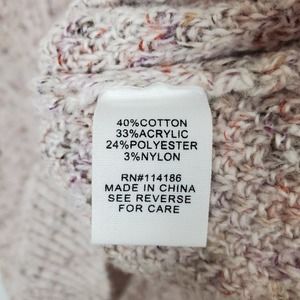 40%COTTON
33%ACRYLIC
24%POLYESTER
3%NYLON
RN#114186
MADE IN CHINA
SEE REVERSE
FOR CARE